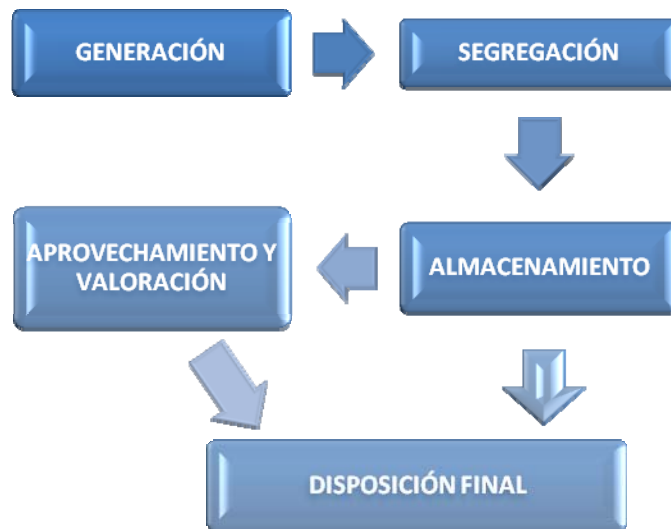 GENERACIÓN
SEGREGACIÓN
APROVECHAMIENTO Y
VALORACIÓN
ALMACENAMIENTO
DISPOSICIÓN FINAL